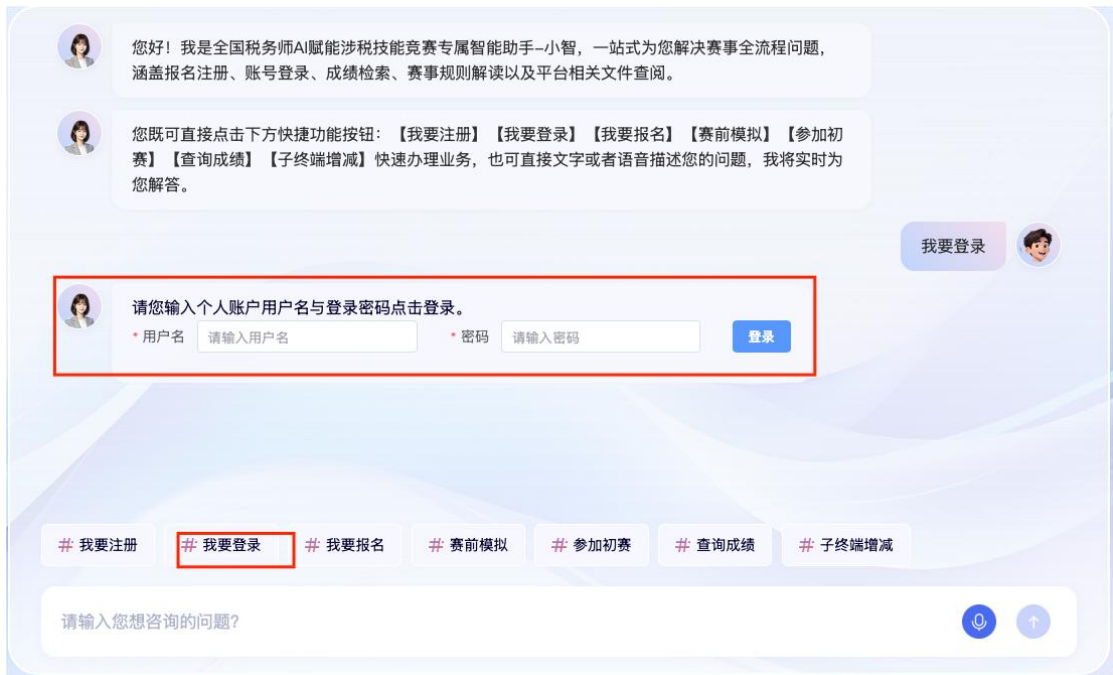 您好！我是全国税务师AI赋能涉税技能竞赛专属智能助手–小智，一站式为您解决赛事全流程问题，
涵盖报名注册、账号登录、成绩检索、赛事规则解读以及平台相关文件查阅。
您既可直接点击下方快捷功能按钮：【我要注册】【我要登录】【我要报名】【赛前模拟】【参加初
赛】【查询成绩】【子终端增减】快速办理业务，也可直接文字或者语音描述您的问题，我将实时为
您解答。
我要登录
请您输入个人账户用户名与登录密码点击登录。
* 用户名 请输入用户名 * 密码 请输入密码 登录
# 我要注册 # 我要登录 # 我要报名 # 赛前模拟 # 参加初赛 # 查询成绩 # 子终端增减
请输入您想咨询的问题?